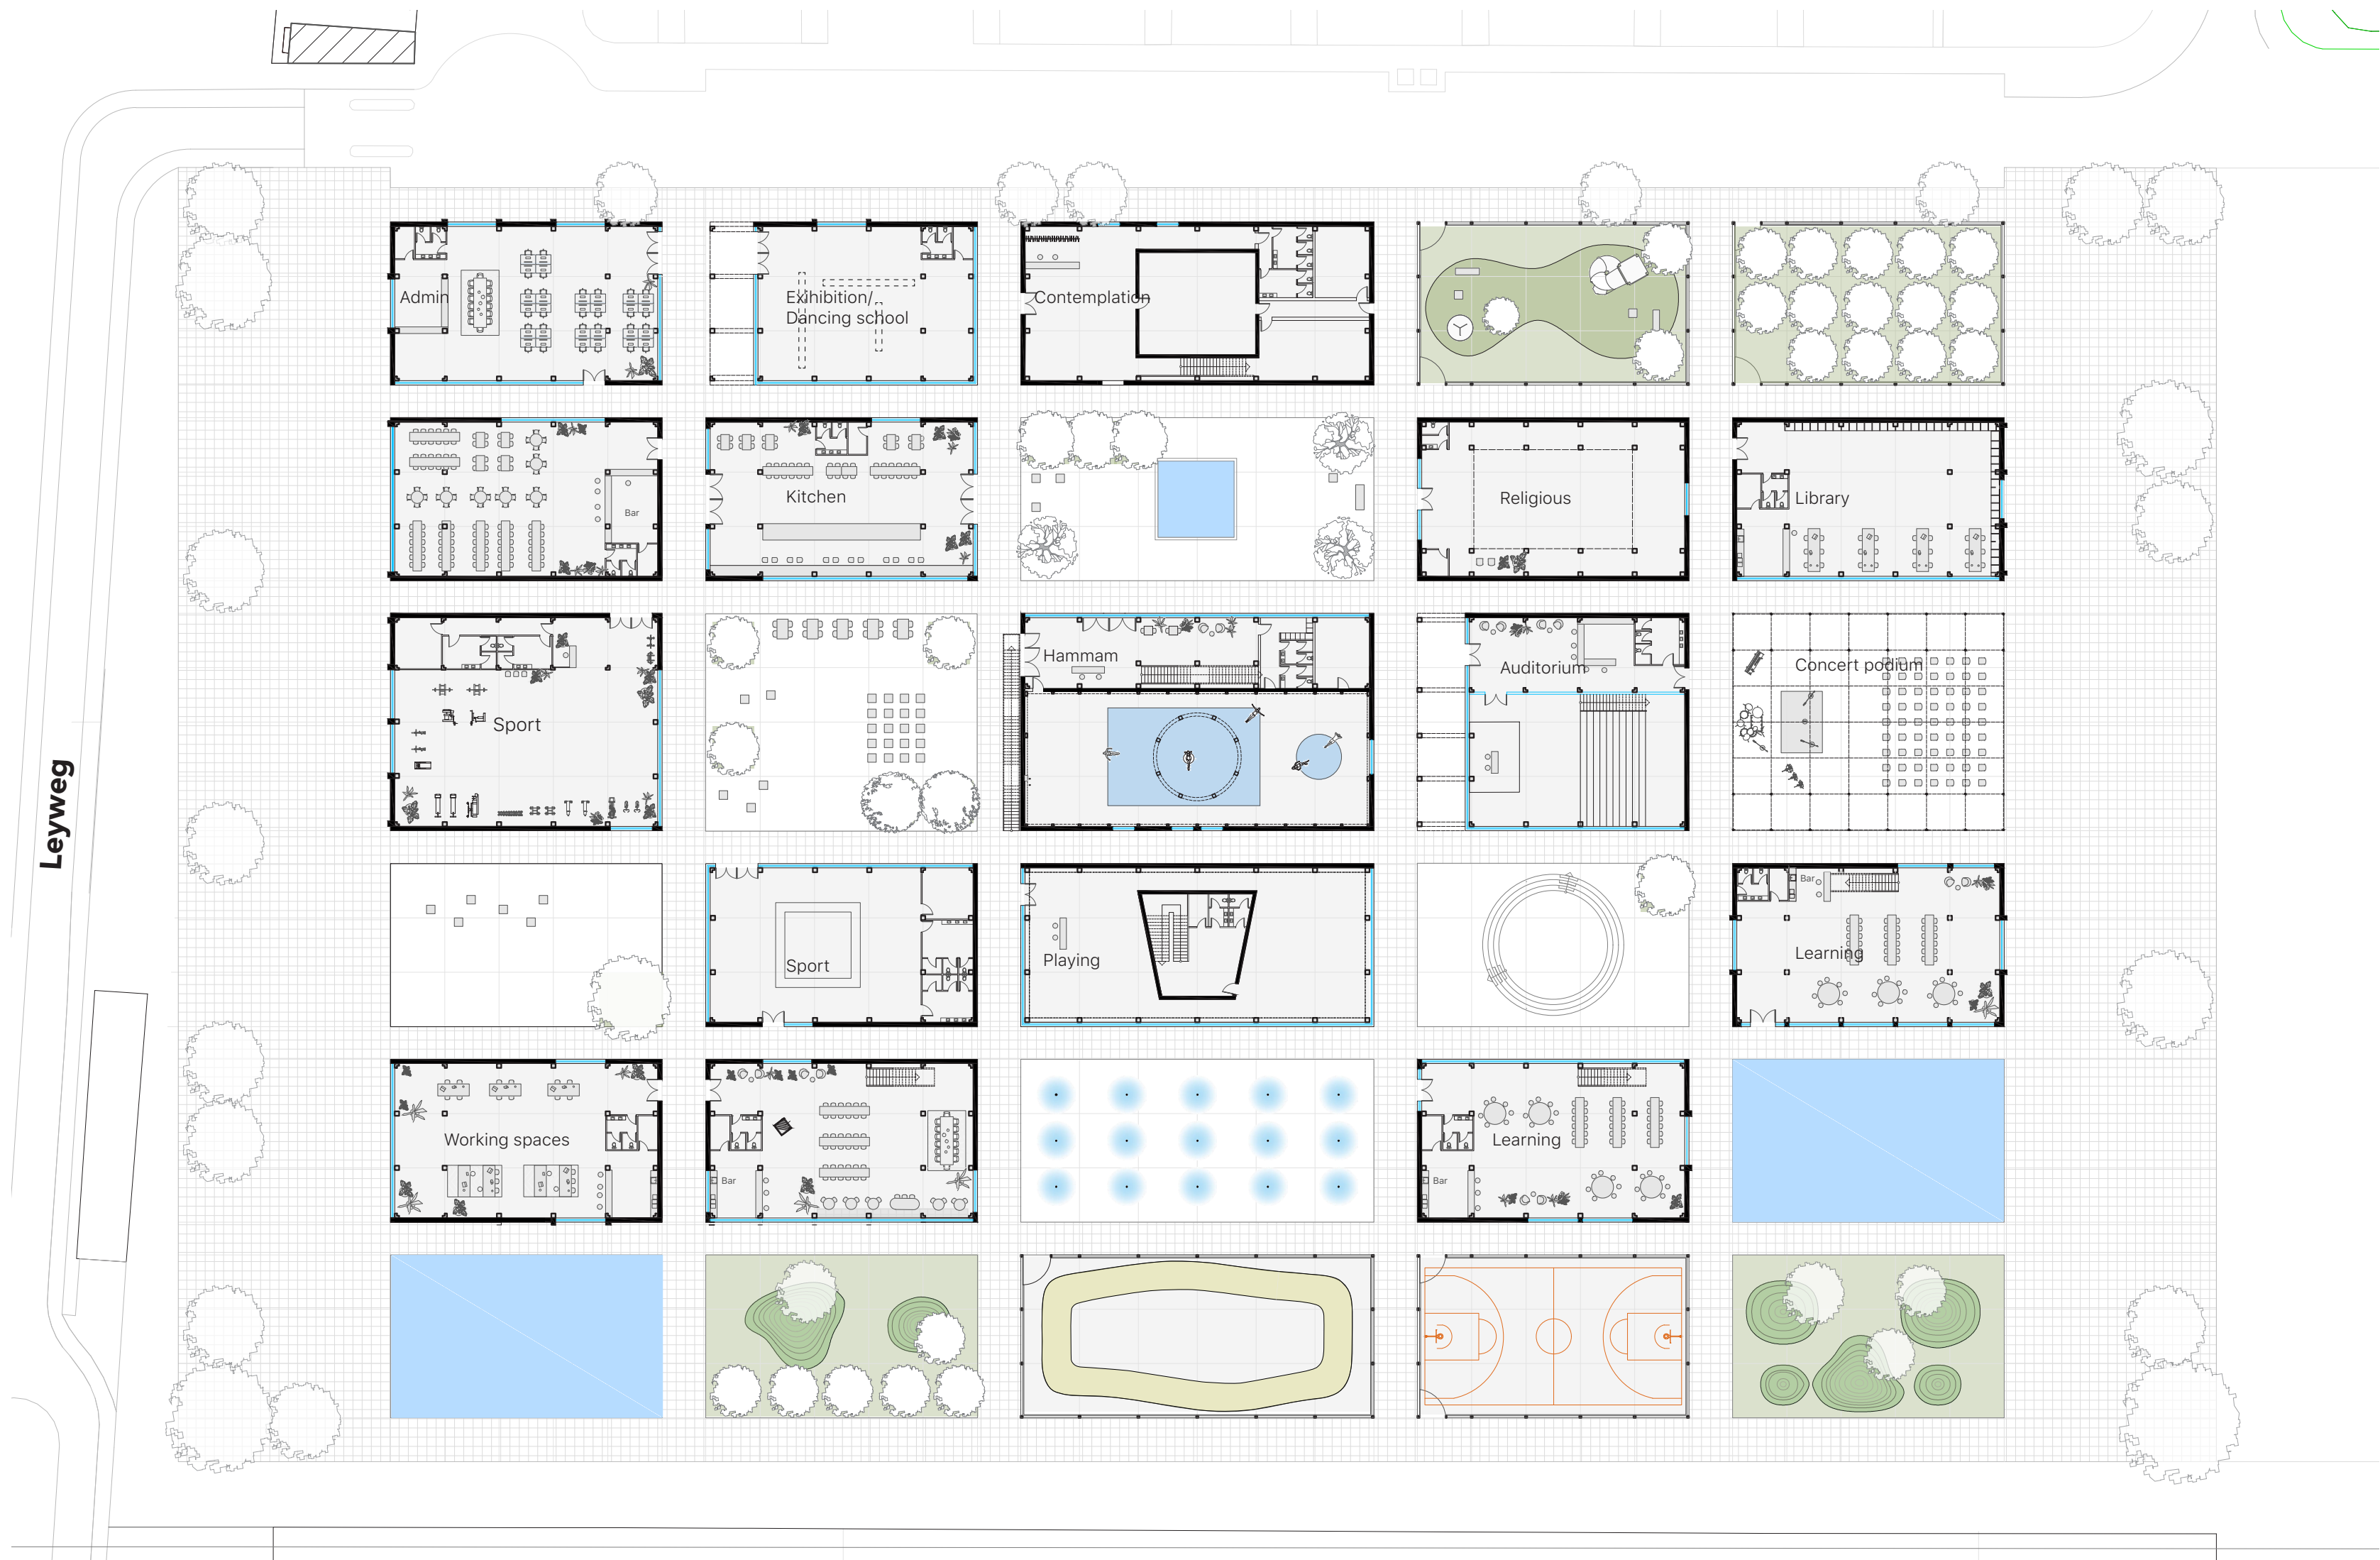 Admin
Exhibition/
Dancing school
Contemplation
Bar
Kitchen
Religious
Library
Sport
Hammam
Auditorium
Concert podium
Leyweg
Sport
Playing
Bar
Learning
Working spaces
Bar
Learning
Bar